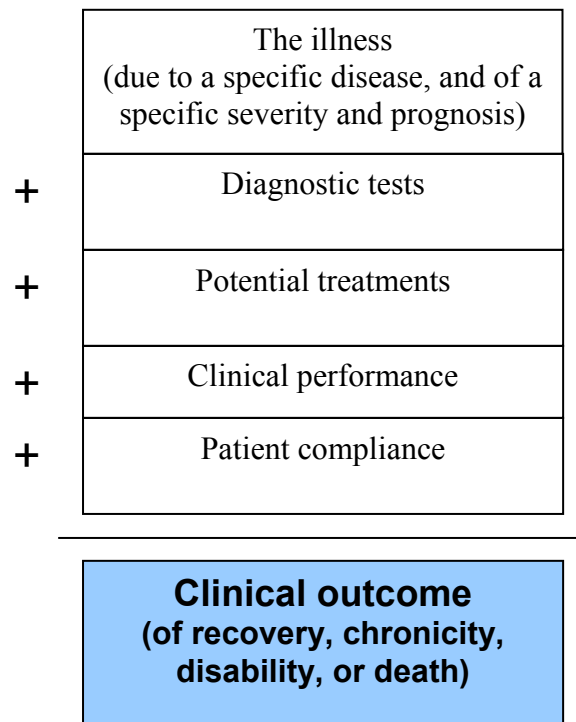 The illness
(due to a specific disease, and of a
specific severity and prognosis)
+ Diagnostic tests
+ Potential treatments
+ Clinical performance
+ Patient compliance
Clinical outcome
(of recovery, chronicity,
disability, or death)